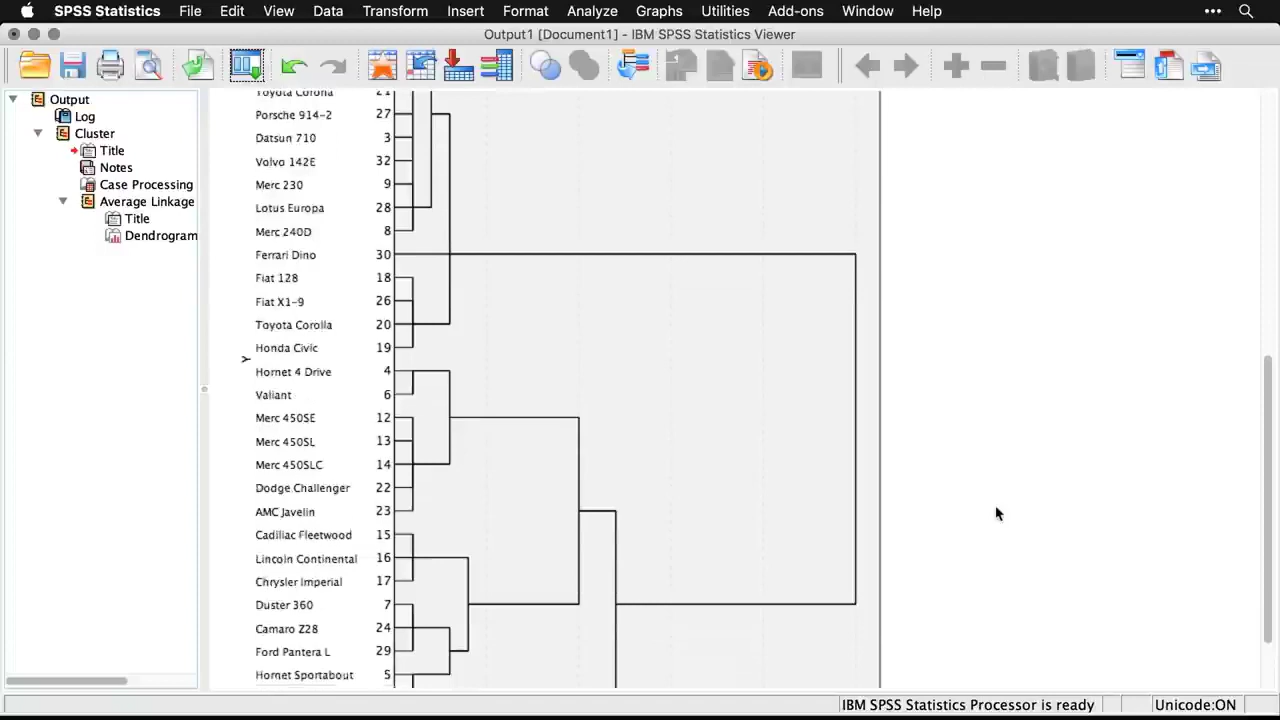 SPSS Statistics File Edit View Data Transform Insert Format Analyze Graphs Utilities Add-ons Window Help
Output1 [Document1] - IBM SPSS Statistics Viewer
Output
Log
Cluster
Title
Notes
Case Processing
Average Linkage
Title
Dendrogram
Toyota Corona 21
Porsche 914-2 27
Datsun 710 3
Volvo 142E 32
Merc 230 9
Lotus Europa 28
Merc 240D 8
Ferrari Dino 30
Fiat 128 18
Fiat X1-9 26
Toyota Corolla 20
Honda Civic 19
Y
Hornet 4 Drive 4
Valiant 6
Merc 450SE 12
Merc 450SL 13
Merc 450SLC 14
Dodge Challenger 22
AMC Javelin 23
Cadillac Fleetwood 15
Lincoln Continental 16
Chrysler Imperial 17
Duster 360 7
Camaro Z28 24
Ford Pantera L 29
Hornet Sportabout 5
IBM SPSS Statistics Processor is ready Unicode:ON